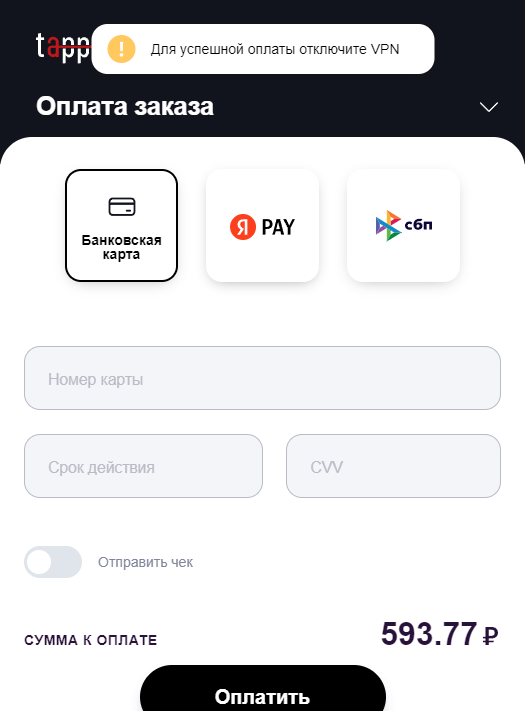 tapp
Для успешной оплаты отключите VPN
Оплата заказа
Банковская
карта
Я PAY
сбп
Номер карты
Срок действия
CVV
Отправить чек
СУММА К ОПЛАТЕ
593.77 ₽
Оплатить